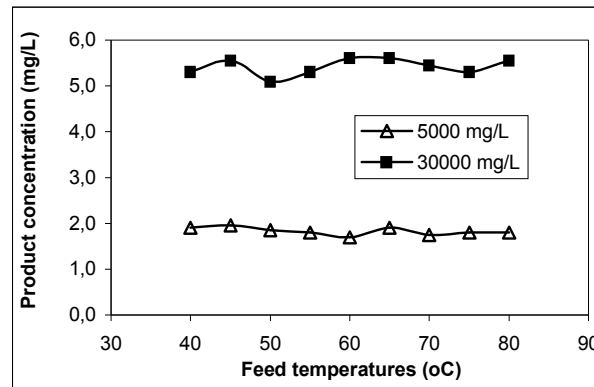 Product concentration (mg/L)
6,0
5,0
4,0
3,0
2,0
1,0
0,0
5000 mg/L
30000 mg/L
30 40 50 60 70 80 90
Feed temperatures (oC)